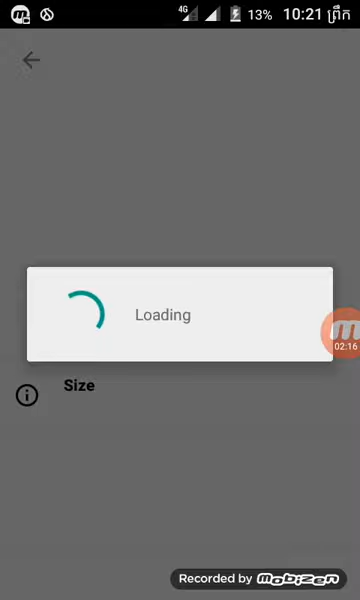 4G 13% 10:21 ព្រឹក
Loading
02:16
Size
Recorded by Mobizen